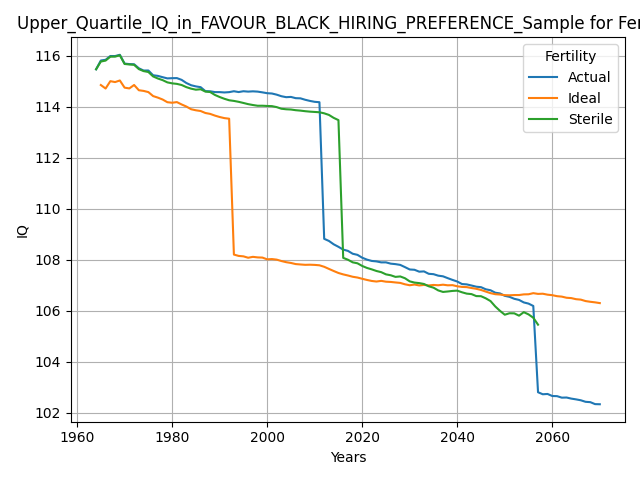 Upper_Quartile_IQ_in_FAVOUR_BLACK_HIRING_PREFERENCE_Sample for Fer
116
114
112
110
108
106
104
102
IQ
Fertility
Actual
Ideal
Sterile
1960
1980
2000
2020
2040
2060
Years